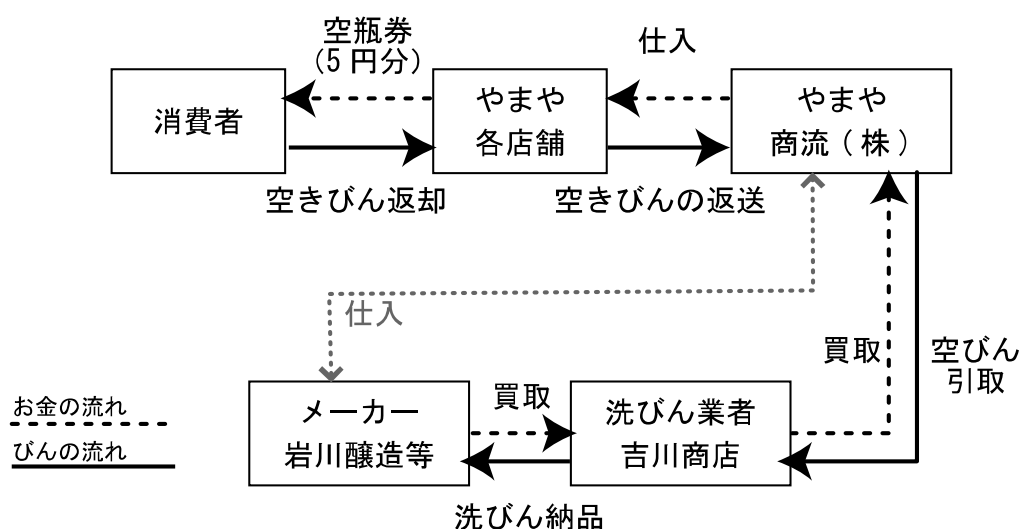 空瓶券
(5 円分)
仕入
消費者
やまや
各店舗
やまや
商流 ( 株 )
空きびん返却
空きびんの返送
仕入
買取
空びん
引取
お金の流れ
びんの流れ
メーカー
岩川醸造等
買取
洗びん業者
吉川商店
洗びん納品